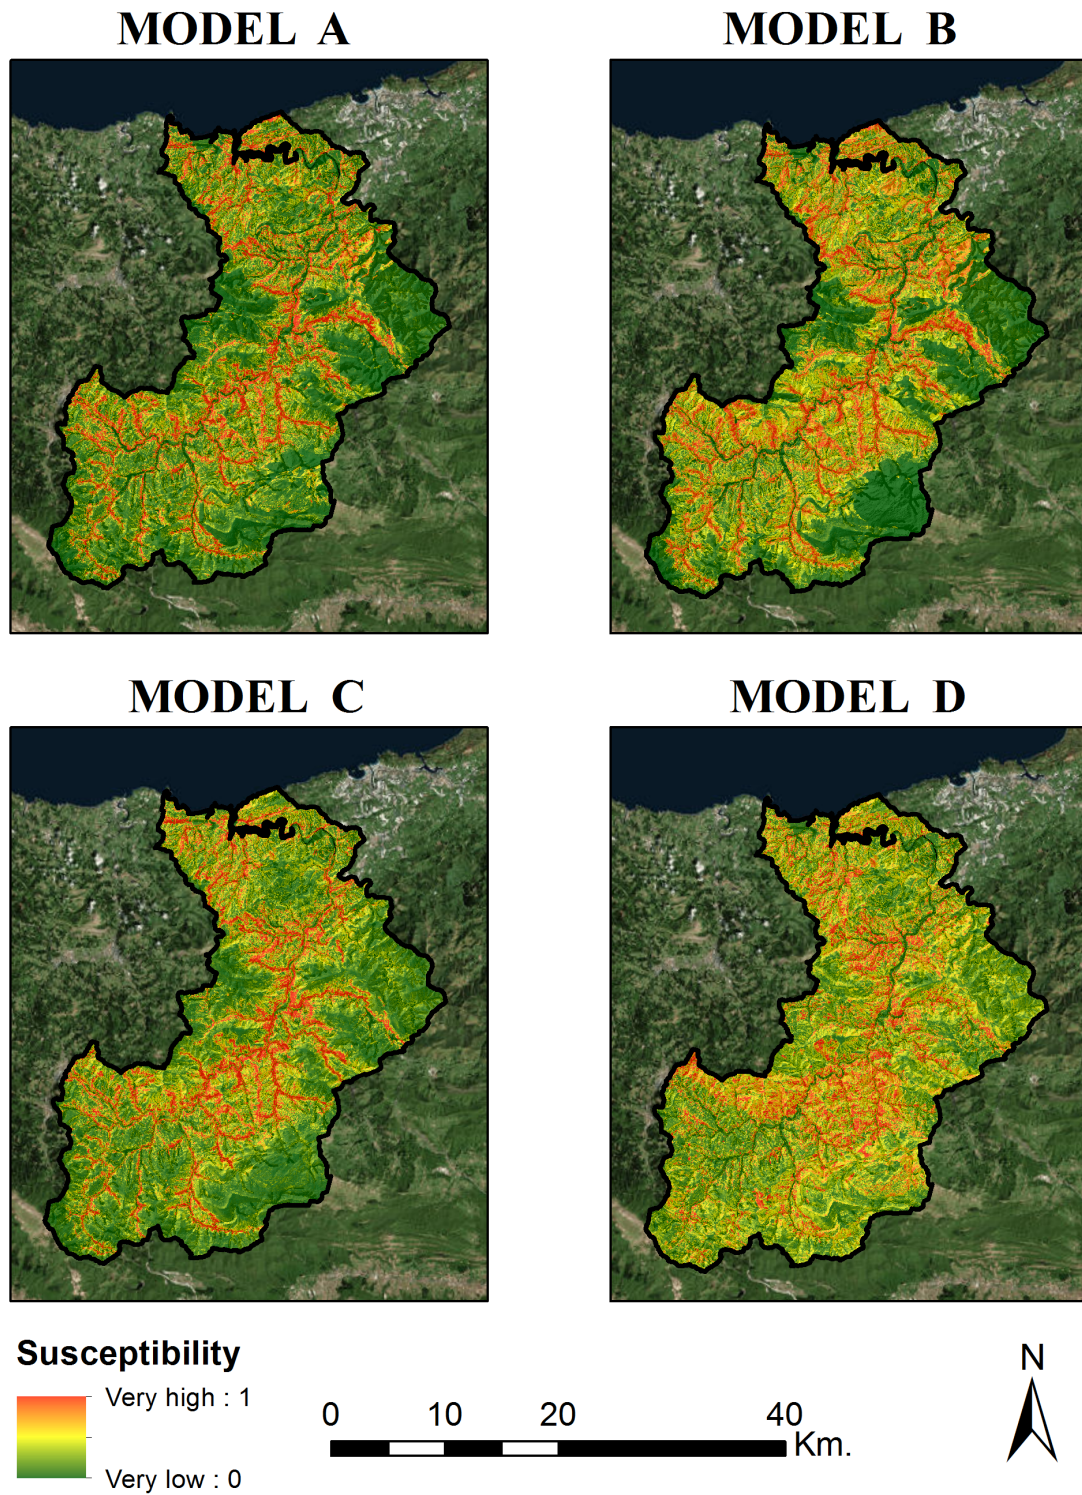 MODEL A
MODEL B
MODEL C
MODEL D
Susceptibility
Very high : 1
Very low : 0
0 10 20 40
Km.
N